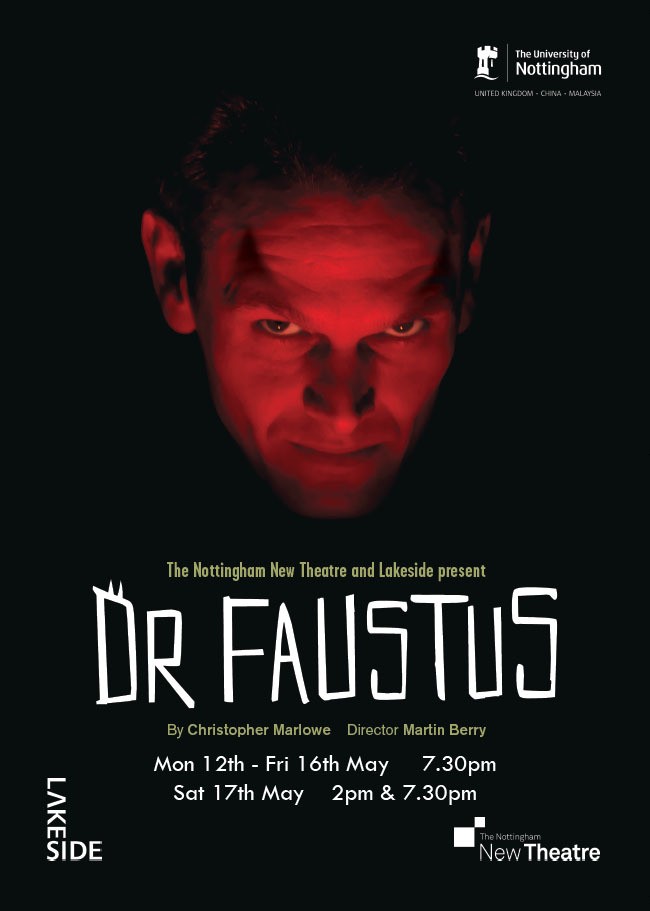 The University of
Nottingham
UNITED KINGDOM · CHINA · MALAYSIA
The Nottingham New Theatre and Lakeside present
DR FAUSTUS
By Christopher Marlowe Director Martin Berry
Mon 12th - Fri 16th May 7.30pm
Sat 17th May 2pm & 7.30pm
LAKESIDE
The Nottingham
New Theatre